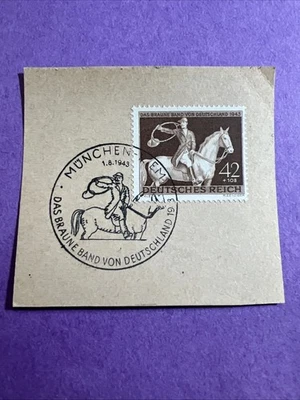 DAS BRAUNE BAND VON DEUTSCHLAND 1943
42
+108
DEUTSCHES REICH
MÜNCHEN
1.8.1943
DAS BRAUNE BAND VON DEUTSCHLAND